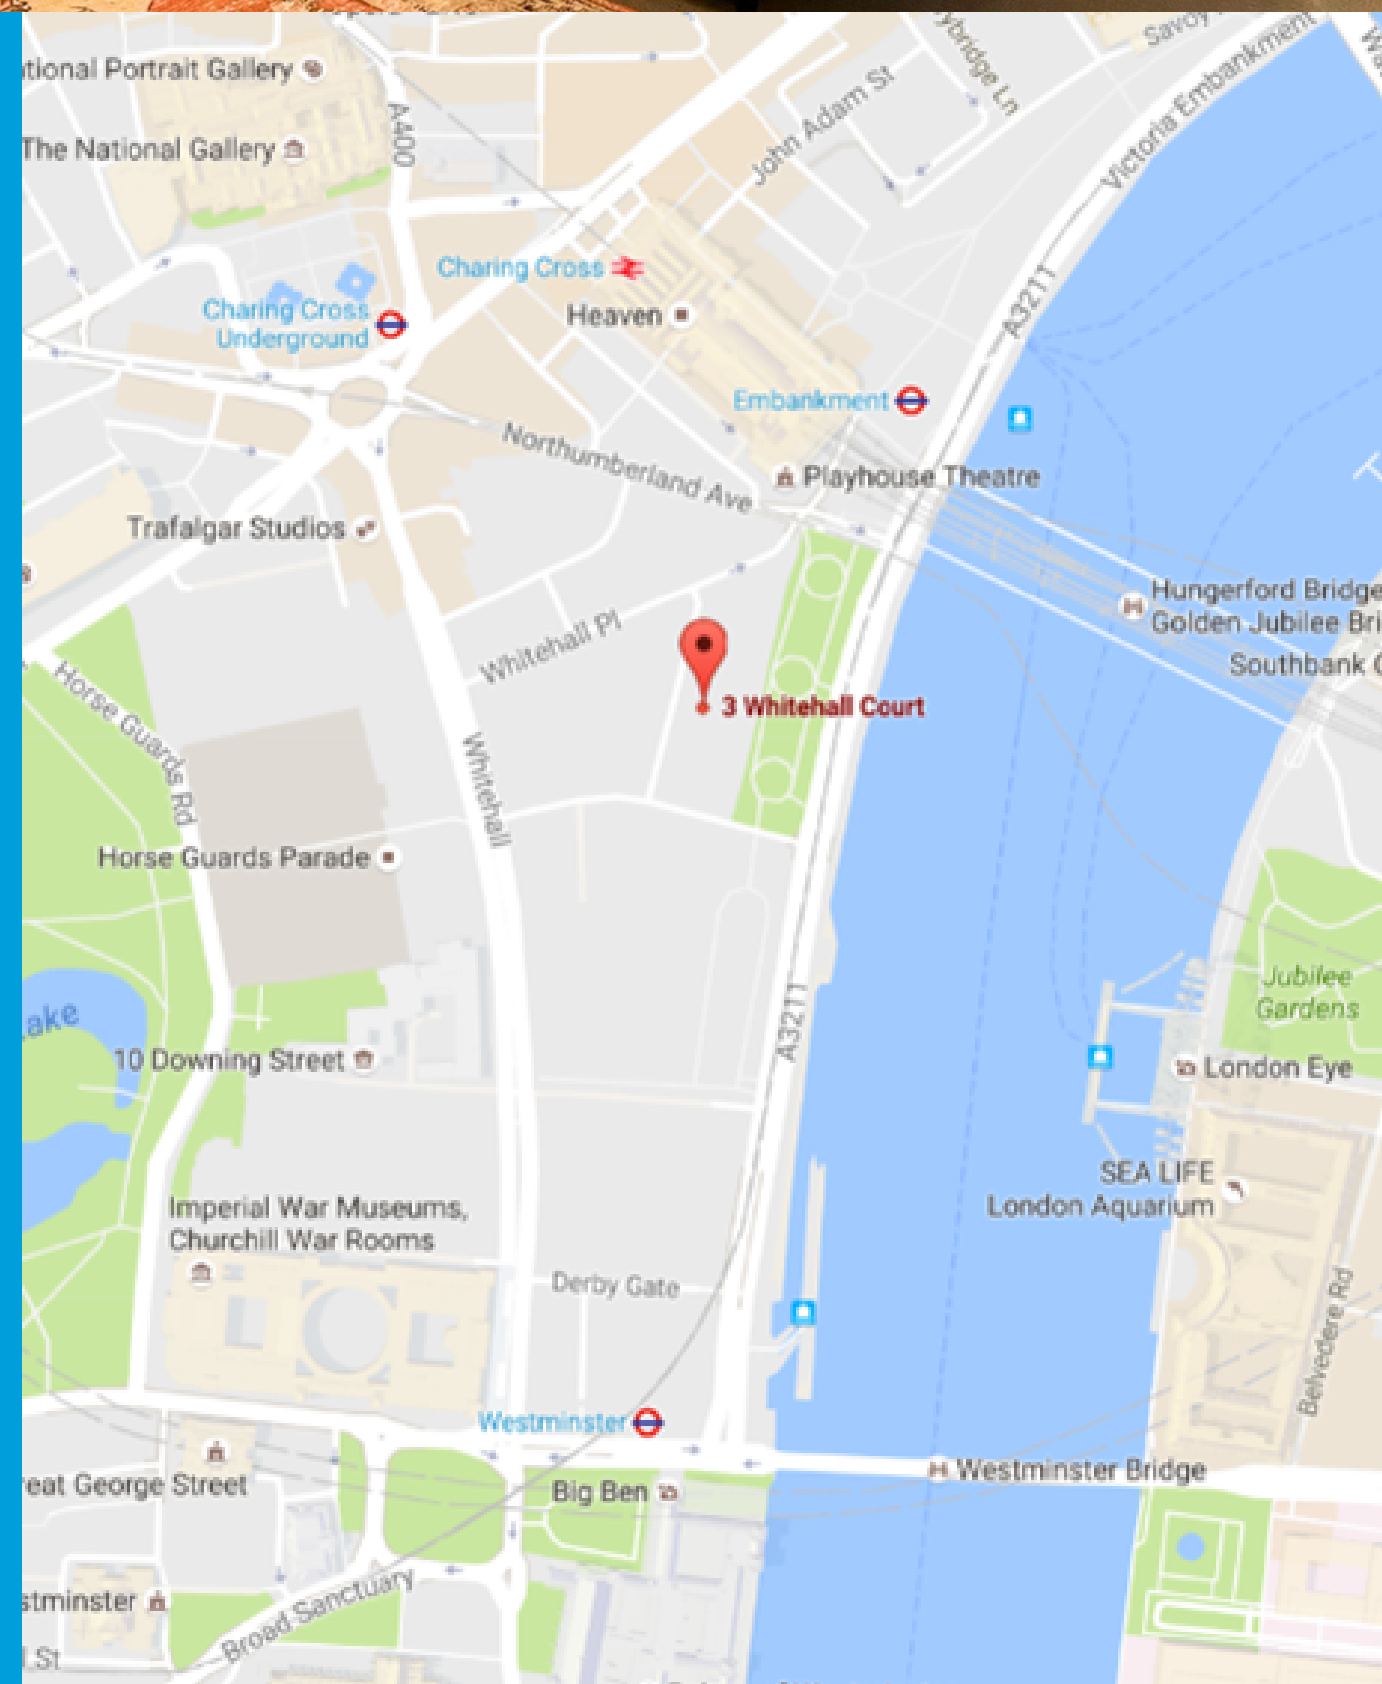 tional Portrait Gallery
The National Gallery
A400
John Adam St
ybridge Ln
Savoy
Victoria Embankment
Charing Cross
Charing Cross
Underground
Heaven
A3211
Embankment
Northumberland Ave
Playhouse Theatre
Trafalgar Studios
Hungerford Bridge
Golden Jubilee Bri
Southbank
Whitehall Pl
3 Whitehall Court
Horse Guards Rd
Whitehall
Horse Guards Parade
Jubilee
Gardens
ake
A3211
10 Downing Street
London Eye
SEA LIFE
London Aquarium
Imperial War Museums,
Churchill War Rooms
Derby Gate
Belvedere Rd
Westminster
Westminster Bridge
reat George Street
Big Ben
stminster
Broad Sanctuary
St